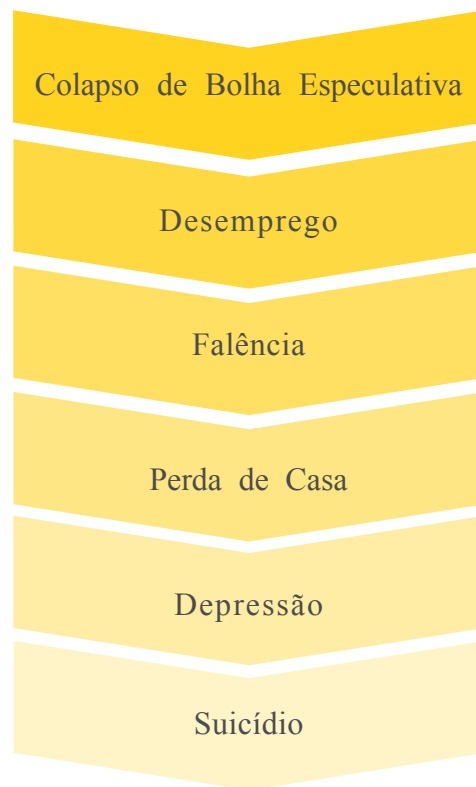 Colapso de Bolha Especulativa
Desemprego
Falência
Perda de Casa
Depressão
Suicídio